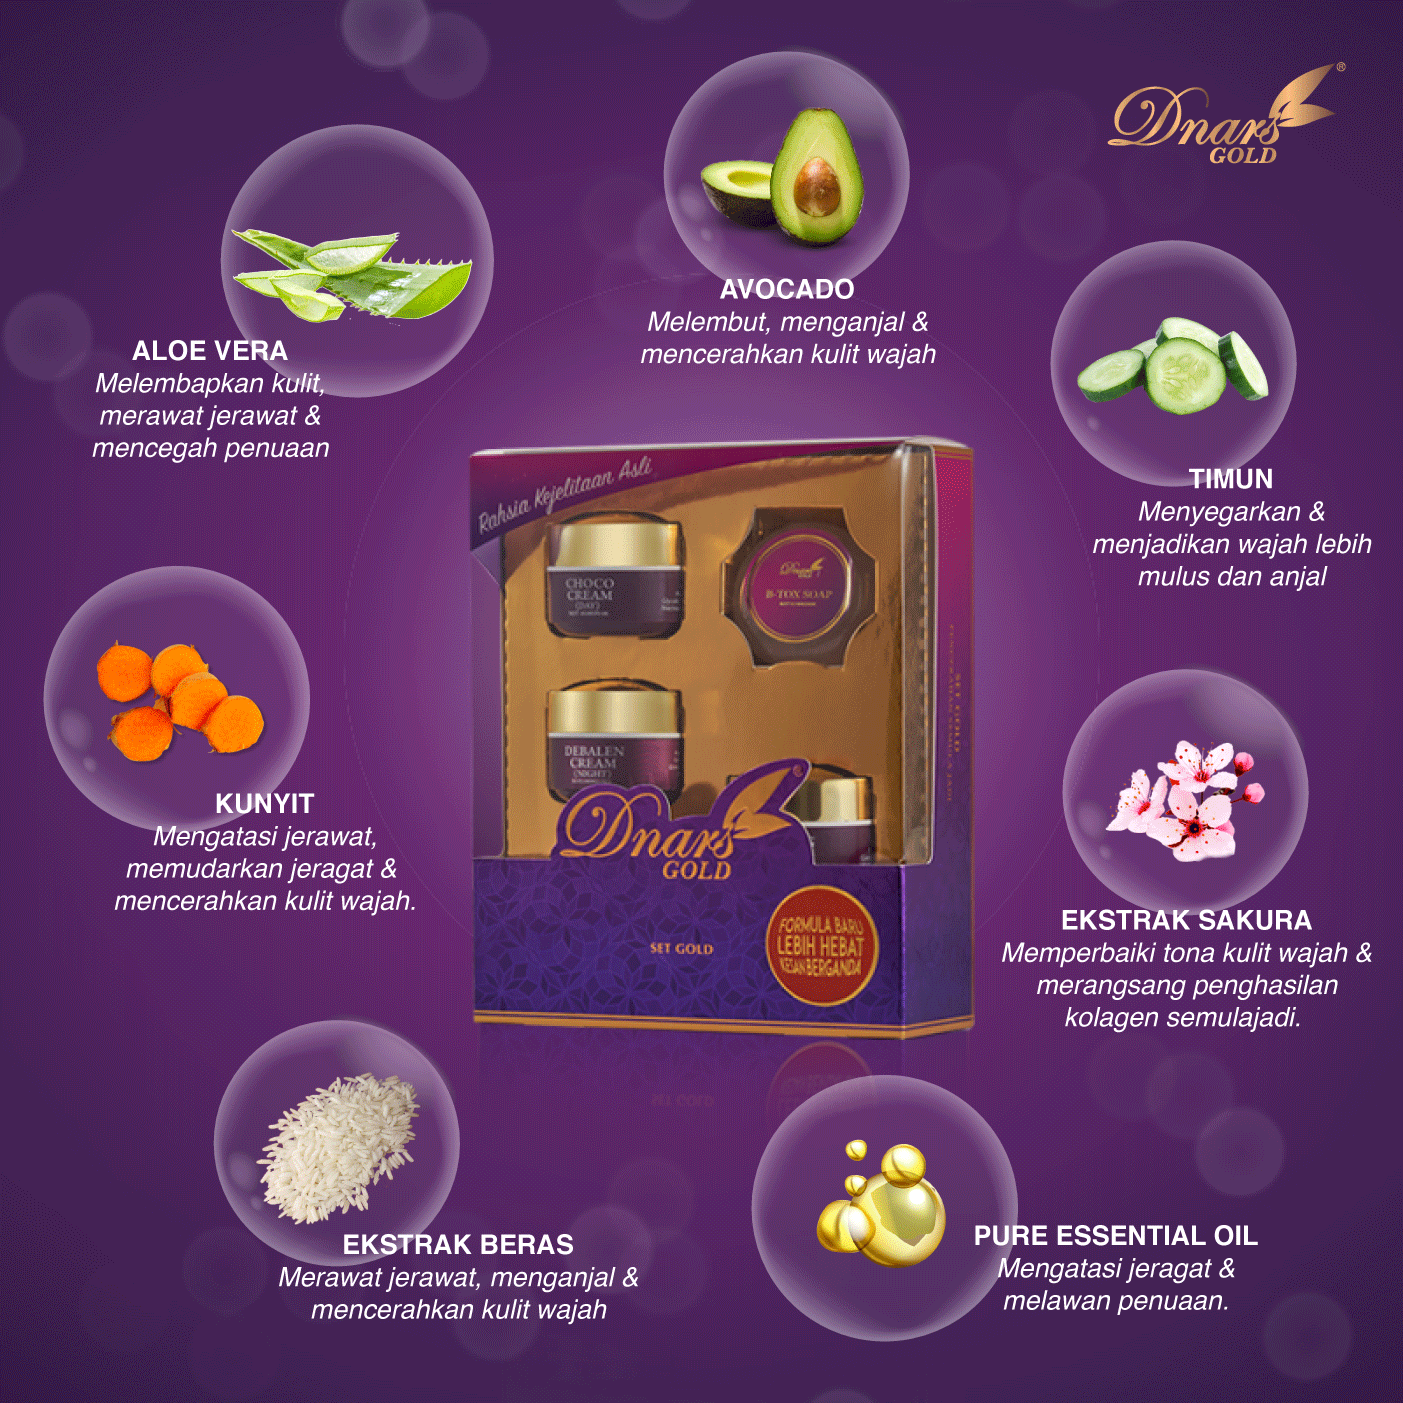 Dnars
GOLD
AVOCADO
Melembut, menganjal &
mencerahkan kulit wajah
ALOE VERA
Melembapkan kulit,
merawat jerawat &
mencegah penuaan
TIMUN
Menyegarkan &
menjadikan wajah lebih
mulus dan anjal
Rahsia Kejelitaan Asli
CHOCO
CREAM
(DAY)
Dnars
GOLD
B-TOX SOAP
DEBALEN
CREAM
(NIGHT)
Dnars
GOLD
SET GOLD
FORMULA BARU
LEBIH HEBAT
KESAN BERGANDA
SET GOLD
KUNYIT
Mengatasi jerawat,
memudarkan jeragat &
mencerahkan kulit wajah.
EKSTRAK SAKURA
Memperbaiki tona kulit wajah &
merangsang penghasilan
kolagen semulajadi.
EKSTRAK BERAS
Merawat jerawat, menganjal &
mencerahkan kulit wajah
PURE ESSENTIAL OIL
Mengatasi jeragat &
melawan penuaan.